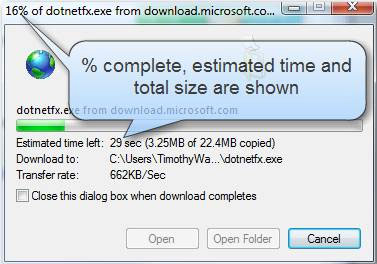 16% of dotnetfx.exe from download.microsoft.co...
% complete, estimated time and
total size are shown
dotnetfx.exe from download.microsoft.com
Estimated time left: 29 sec (3.25MB of 22.4MB copied)
Download to: C:\Users\TimothyWa...\dotnetfx.exe
Transfer rate: 662KB/Sec
Close this dialog box when download completes
Open Open Folder Cancel